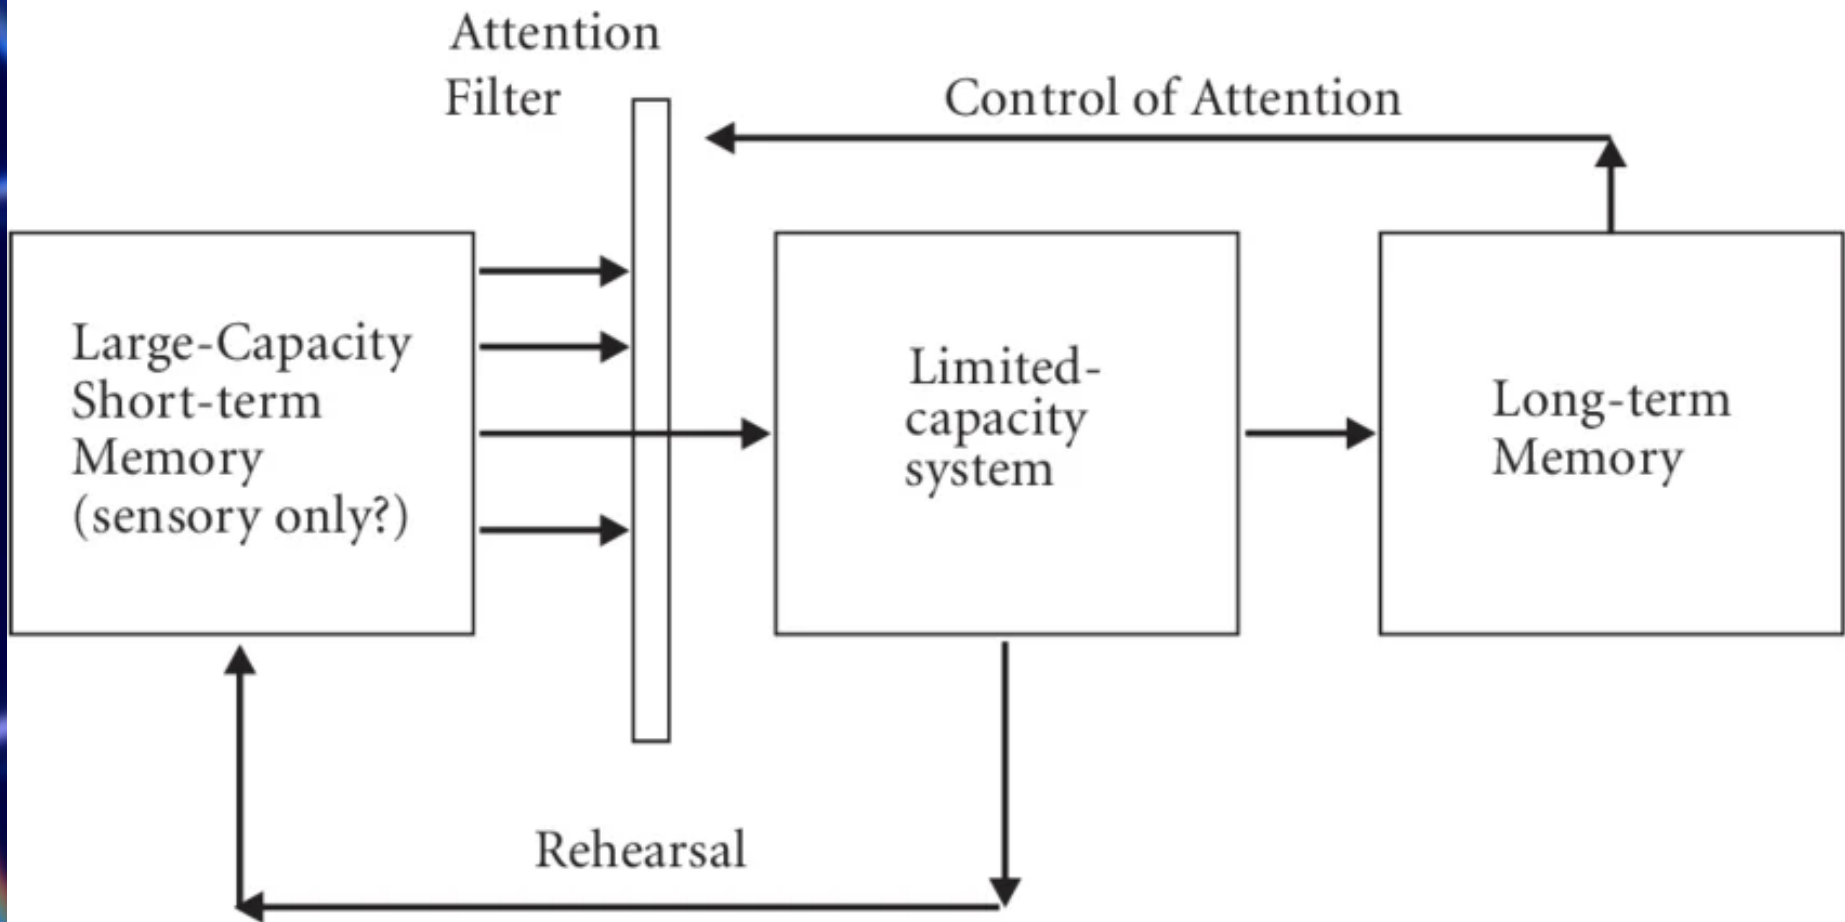 Attention
Filter
Control of Attention
Large-Capacity
Short-term
Memory
(sensory only?)
Limited-
capacity
system
Long-term
Memory
Rehearsal